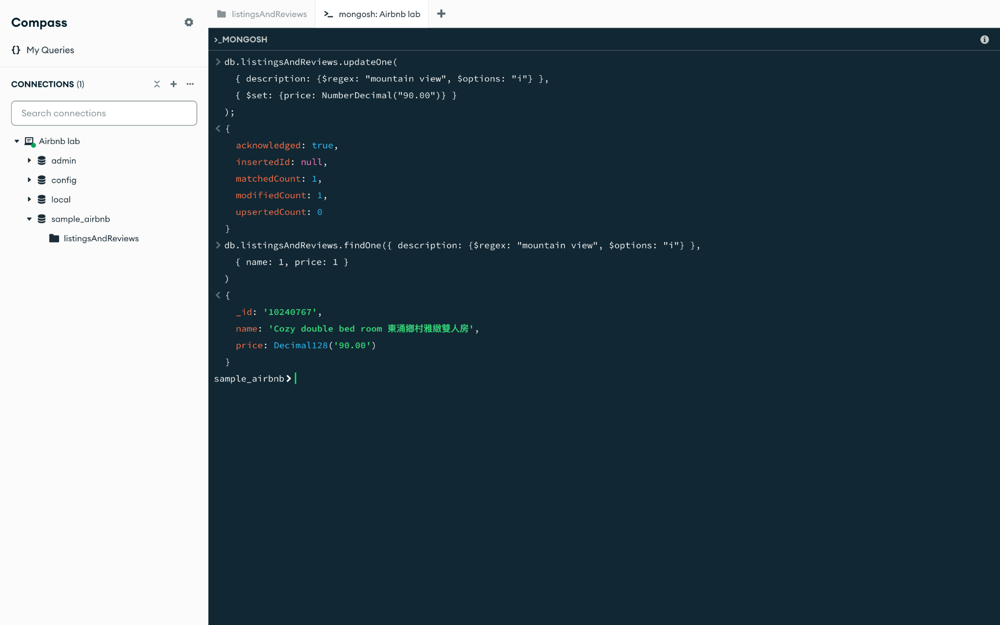 Compass
{} My Queries
CONNECTIONS (1)
Search connections
Airbnb lab
admin
config
local
sample_airbnb
listingsAndReviews
listingsAndReviews
mongosh: Airbnb lab
>_MONGOSH
db.listingsAndReviews.updateOne(
{ description: {$regex: "mountain view", $options: "i"} },
{ $set: {price: NumberDecimal("90.00")} }
);
{
acknowledged: true,
insertedId: null,
matchedCount: 1,
modifiedCount: 1,
upsertedCount: 0
}
db.listingsAndReviews.findOne({ description: {$regex: "mountain view", $options: "i"} },
{ name: 1, price: 1 }
)
{
_id: '10240767',
name: 'Cozy double bed room 東涌鄉村雅緻雙人房',
price: Decimal128('90.00')
}
sample_airbnb>